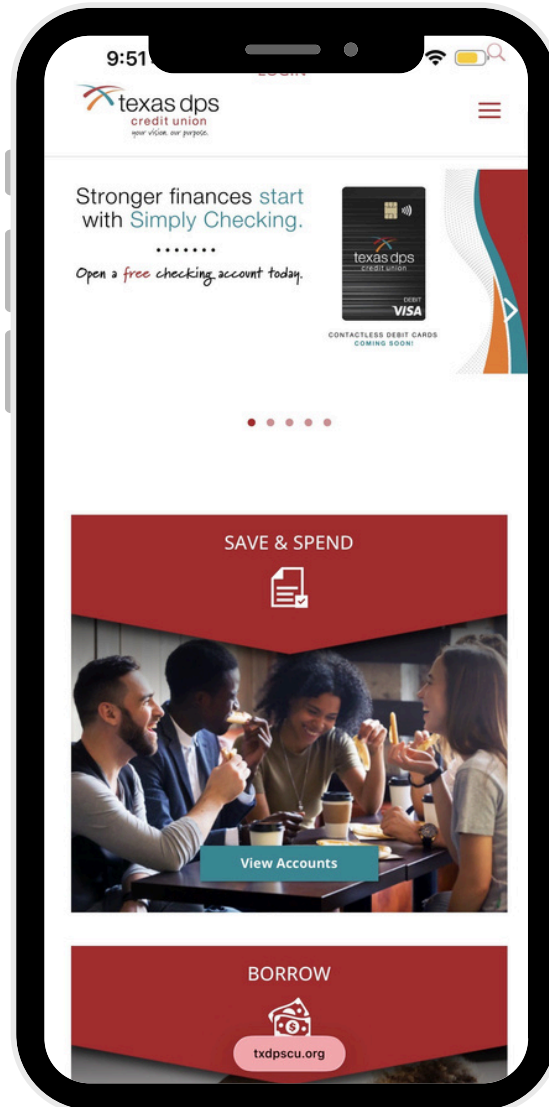 9:51
LOGIN
texas dps
credit union
your vision. our purpose.
Stronger finances start
with Simply Checking.
Open a free checking account today.
texas dps
credit union
DEBIT
VISA
CONTACTLESS DEBIT CARDS
COMING SOON!
SAVE & SPEND
View Accounts
BORROW
txdpscu.org